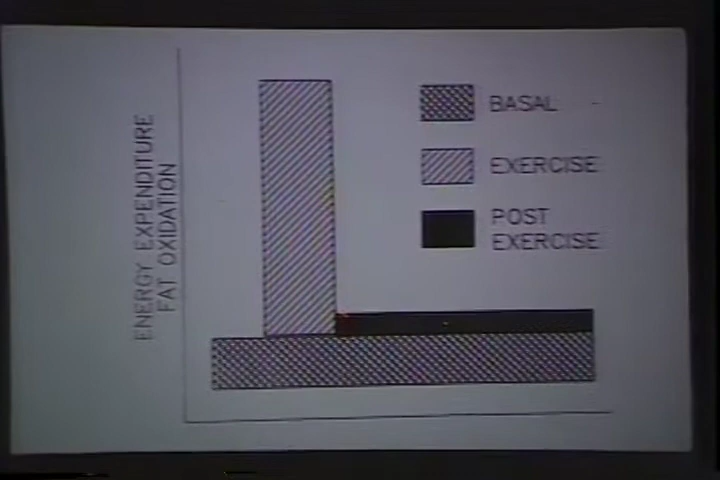 ENERGY EXPENDITURE
FAT OXIDATION
BASAL
EXERCISE
POST
EXERCISE